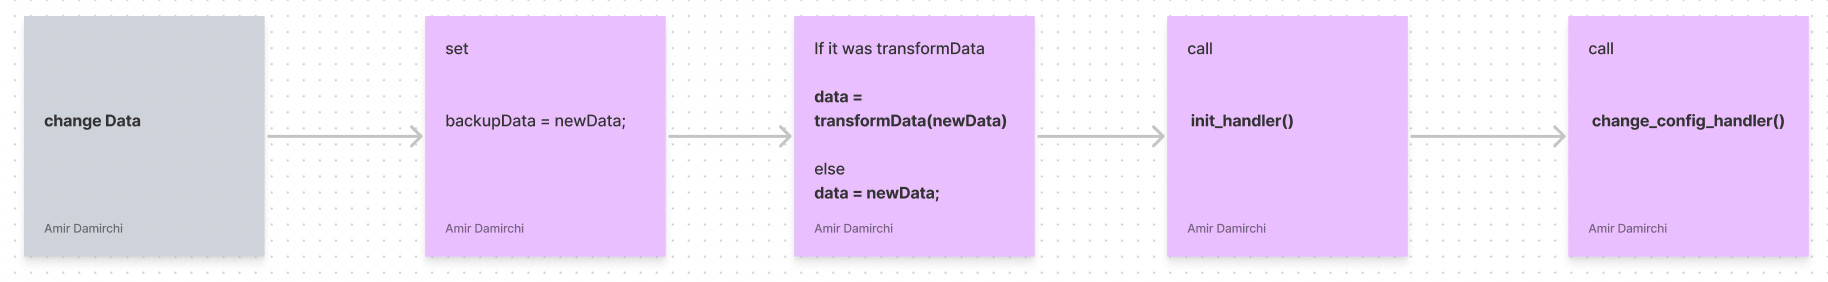 change Data
Amir Damirchi
set
backupData = newData;
Amir Damirchi
If it was transformData
data =
transformData(newData)
else
data = newData;
Amir Damirchi
call
init_handler()
Amir Damirchi
call
change_config_handler()
Amir Damirchi